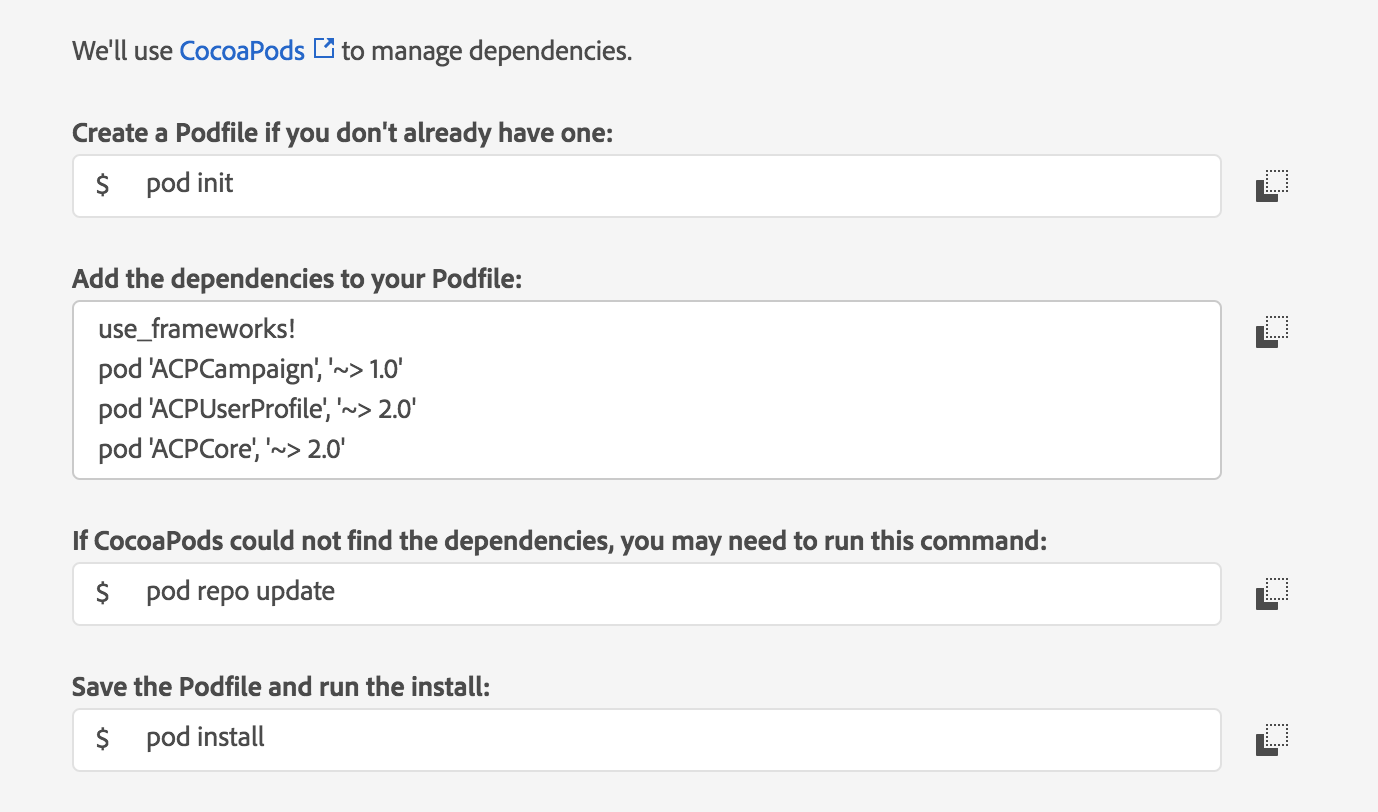 We'll use CocoaPods to manage dependencies.
Create a Podfile if you don't already have one:
$ pod init
Add the dependencies to your Podfile:
use_frameworks!
pod 'ACPCampaign', '~> 1.0'
pod 'ACPUserProfile', '~> 2.0'
pod 'ACPCore', '~> 2.0'
If CocoaPods could not find the dependencies, you may need to run this command:
$ pod repo update
Save the Podfile and run the install:
$ pod install